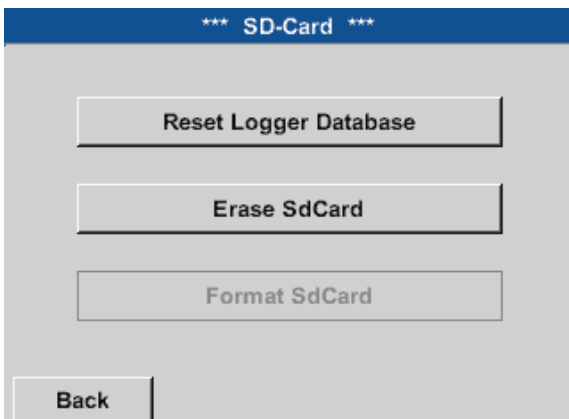 *** SD-Card ***
Reset Logger Database
Erase SdCard
Format SdCard
Back